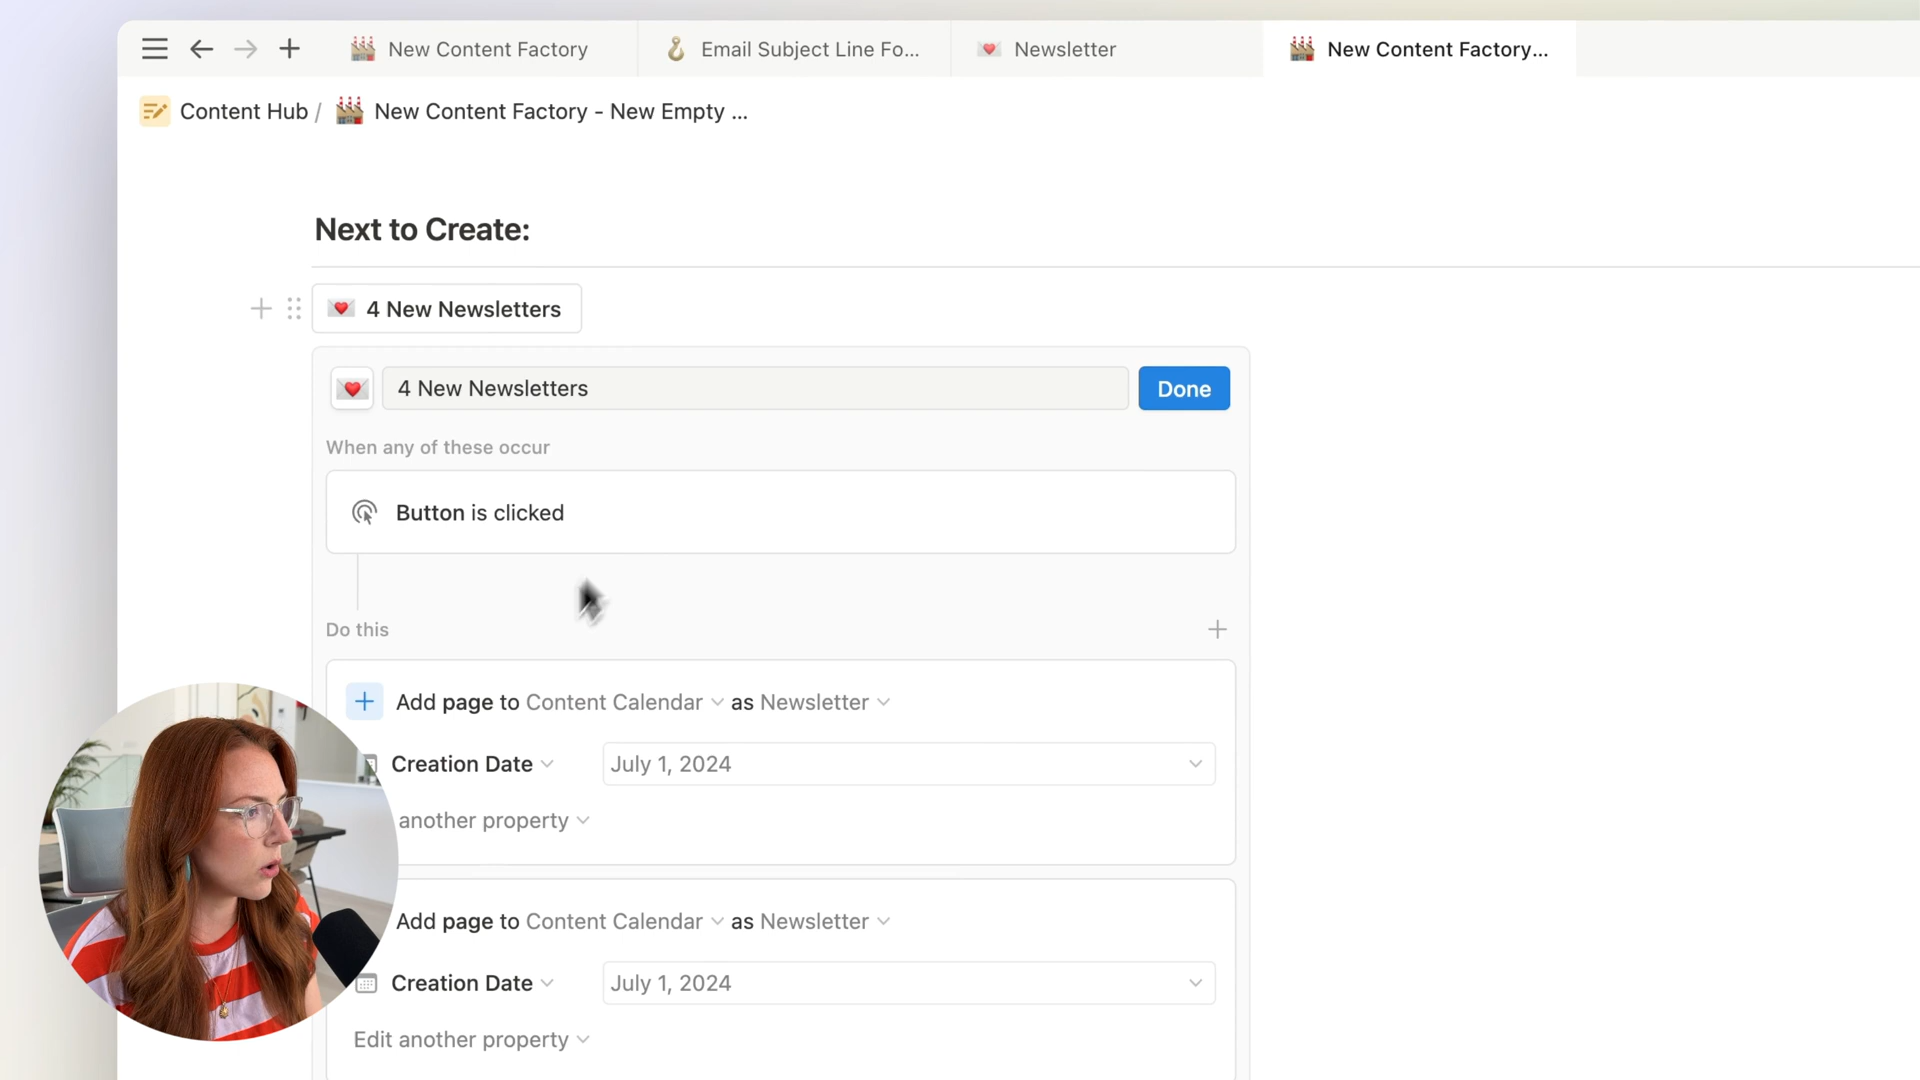 New Content Factory
Email Subject Line Fo...
Newsletter
New Content Factory...
Content Hub / New Content Factory - New Empty ...
Next to Create:
4 New Newsletters
4 New Newsletters
Done
When any of these occur
Button is clicked
Do this
Add page to Content Calendar as Newsletter
Creation Date July 1, 2024
another property
Add page to Content Calendar as Newsletter
Creation Date July 1, 2024
Edit another property